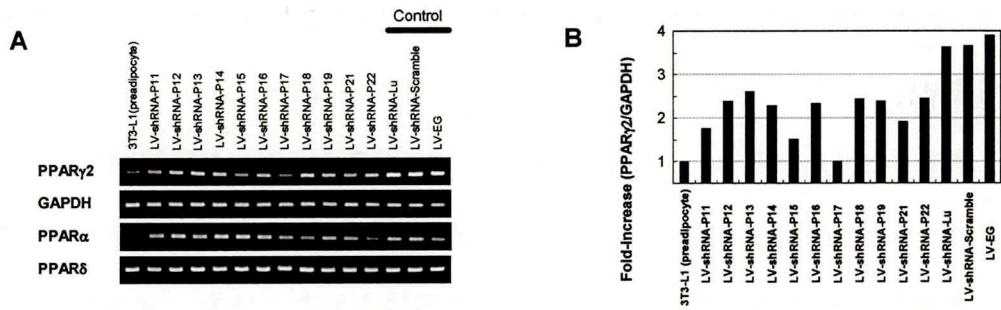 A
Control
3T3-L1(preadipocyte)
LV-shRNA-P11
LV-shRNA-P12
LV-shRNA-P13
LV-shRNA-P14
LV-shRNA-P15
LV-shRNA-P16
LV-shRNA-P17
LV-shRNA-P18
LV-shRNA-P19
LV-shRNA-P21
LV-shRNA-P22
LV-shRNA-Lu
LV-shRNA-Scramble
LV-EG
PPARγ2
GAPDH
PPARα
PPARδ
B
Fold-Increase (PPARγ2/GAPDH)
4
3
2
1
3T3-L1 (preadipocyte)
LV-shRNA-P11
LV-shRNA-P12
LV-shRNA-P13
LV-shRNA-P14
LV-shRNA-P15
LV-shRNA-P16
LV-shRNA-P17
LV-shRNA-P18
LV-shRNA-P19
LV-shRNA-P21
LV-shRNA-P22
LV-shRNA-Lu
LV-shRNA-Scramble
LV-EG